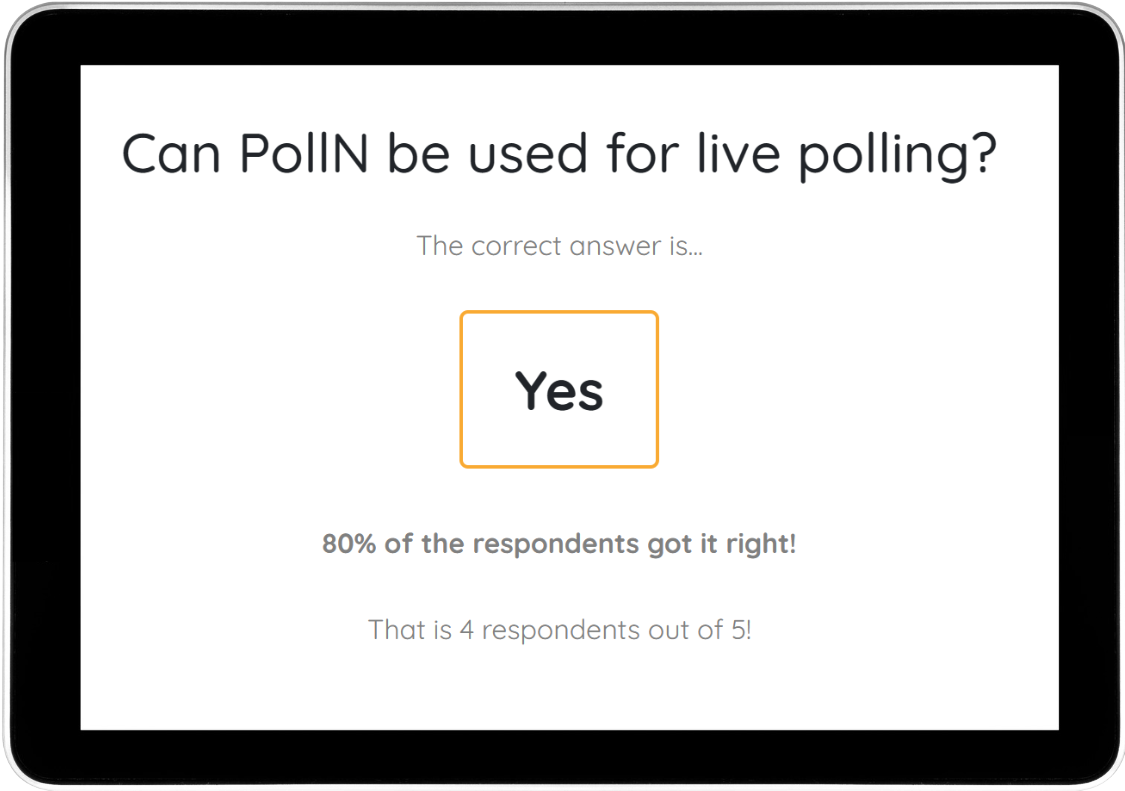 Can PollN be used for live polling?
The correct answer is...
Yes
80% of the respondents got it right!
That is 4 respondents out of 5!